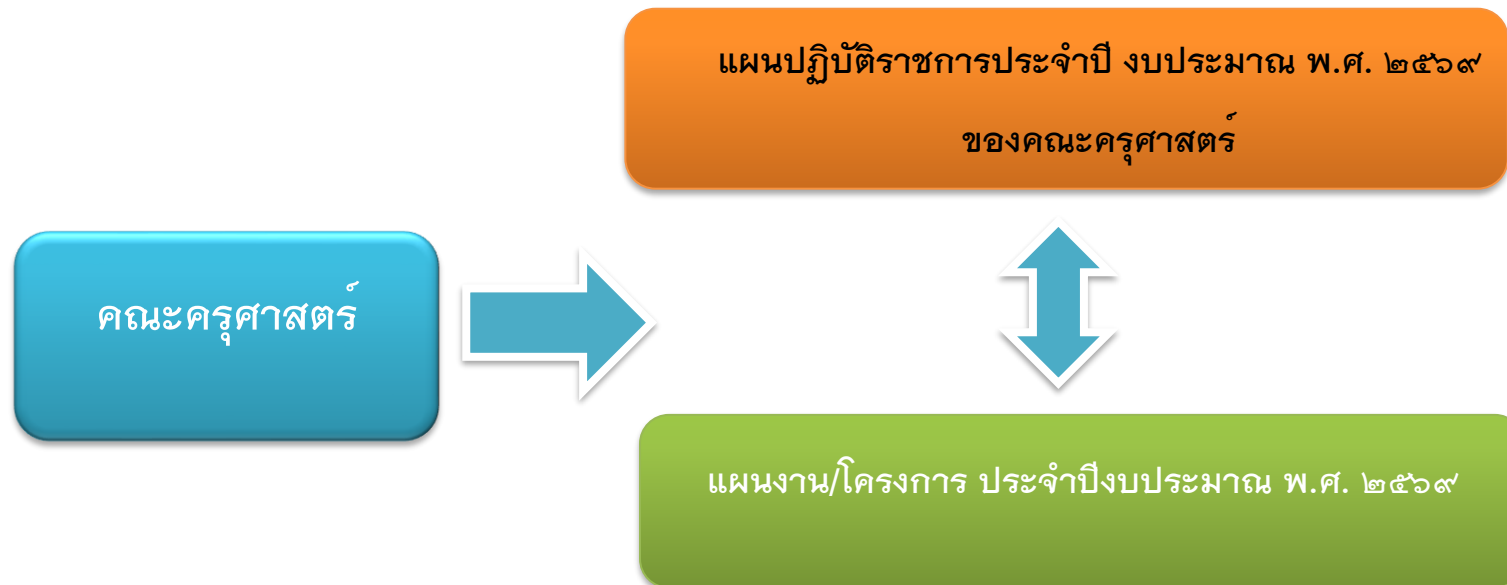 แผนปฏิบัติราชการประจำปี งบประมาณ พ.ศ. ๒๕๖๙
ของคณะครุศาสตร์
คณะครุศาสตร์
แผนงาน/โครงการ ประจำปีงบประมาณ พ.ศ. ๒๕๖๙